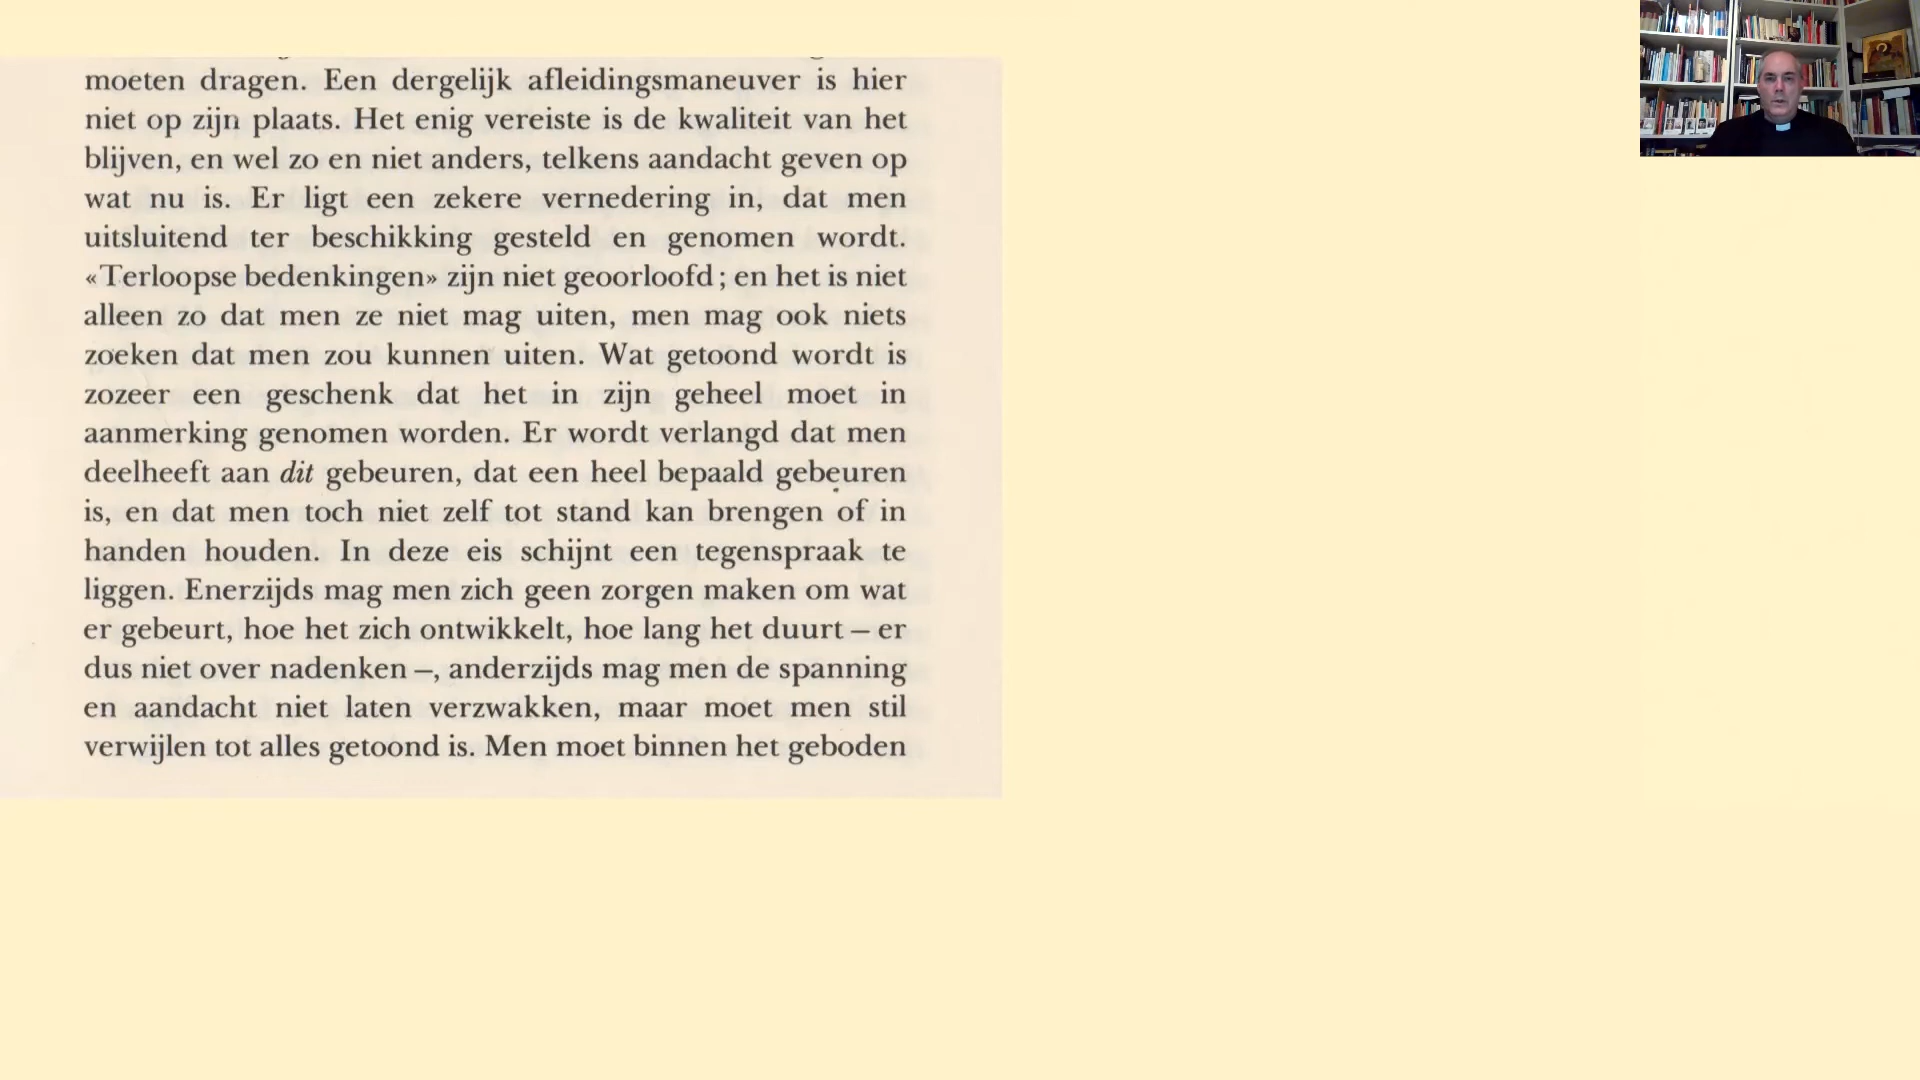 moeten dragen. Een dergelijk afleidingsmaneuver is hier
niet op zijn plaats. Het enig vereiste is de kwaliteit van het
blijven, en wel zo en niet anders, telkens aandacht geven op
wat nu is. Er ligt een zekere vernedering in, dat men
uitsluitend ter beschikking gesteld en genomen wordt.
«Terloopse bedenkingen» zijn niet geoorloofd ; en het is niet
alleen zo dat men ze niet mag uiten, men mag ook niets
zoeken dat men zou kunnen uiten. Wat getoond wordt is
zozeer een geschenk dat het in zijn geheel moet in
aanmerking genomen worden. Er wordt verlangd dat men
deelheeft aan dit gebeuren, dat een heel bepaald gebeuren
is, en dat men toch niet zelf tot stand kan brengen of in
handen houden. In deze eis schijnt een tegenspraak te
liggen. Enerzijds mag men zich geen zorgen maken om wat
er gebeurt, hoe het zich ontwikkelt, hoe lang het duurt – er
dus niet over nadenken –, anderzijds mag men de spanning
en aandacht niet laten verzwakken, maar moet men stil
verwijlen tot alles getoond is. Men moet binnen het geboden